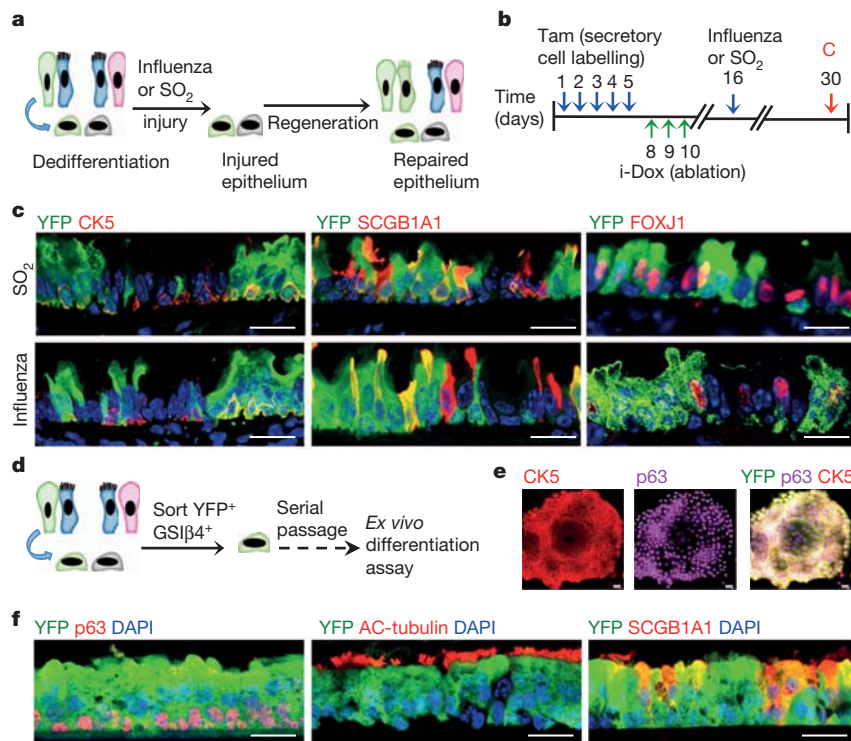 a
Influenza
or SO2
injury
Regeneration
Dedifferentiation
Injured
epithelium
Repaired
epithelium
b
Tam (secretory
cell labelling)
Influenza
or SO2
C
1 2 3 4 5
16
30
Time
(days)
8 9 10
i-Dox (ablation)
c
YFP CK5
YFP SCGB1A1
YFP FOXJ1
SO2
Influenza
d
Sort YFP+
GSIβ4+
Serial
passage
Ex vivo
differentiation
assay
e
CK5
p63
YFP p63 CK5
f
YFP p63 DAPI
YFP AC-tubulin DAPI
YFP SCGB1A1 DAPI